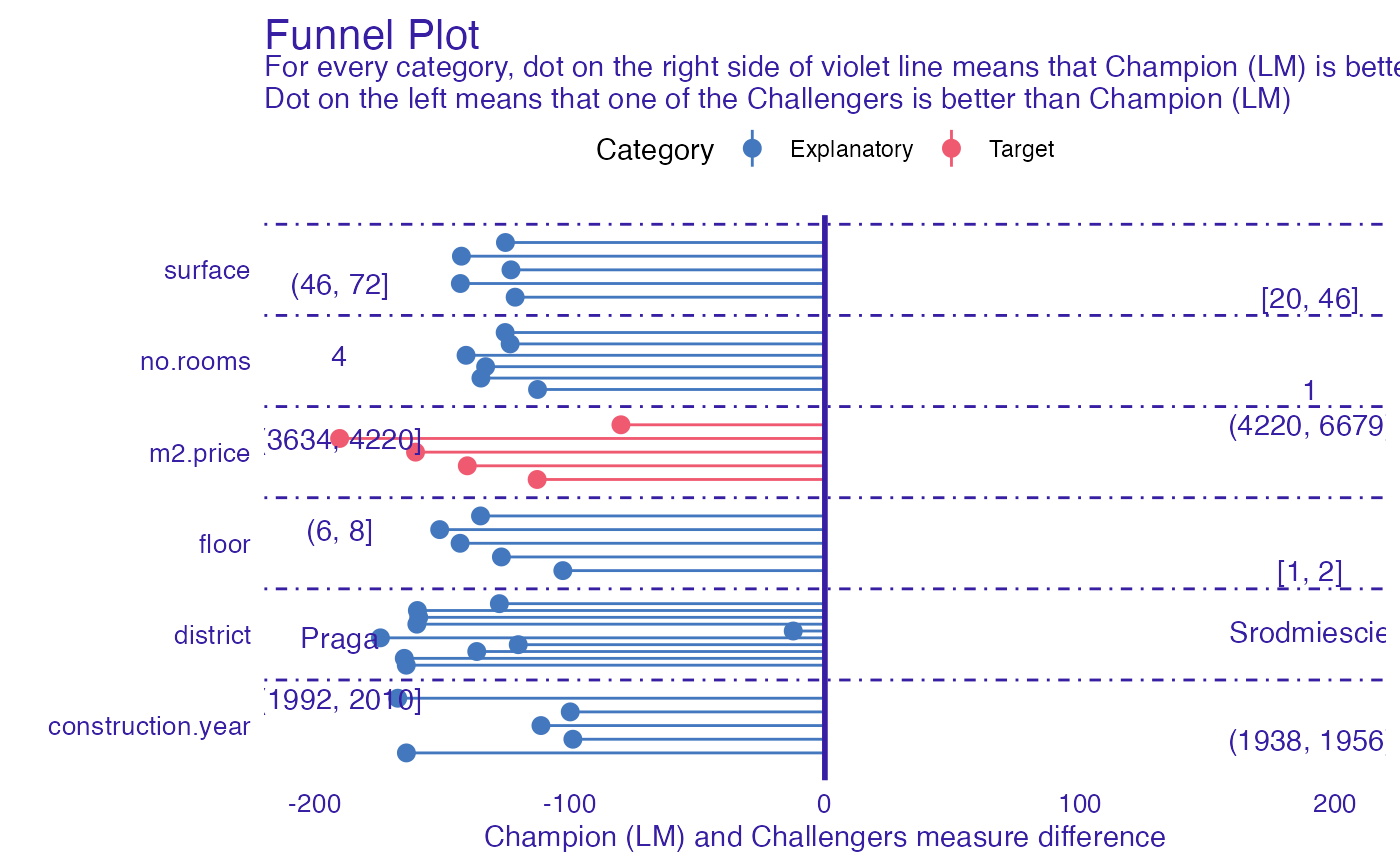 Funnel Plot
For every category, dot on the right side of violet line means that Champion (LM) is bette
Dot on the left means that one of the Challengers is better than Champion (LM)
Category Explanatory Target
surface (46, 72] [20, 46]
no.rooms 4 1
m2.price [3634, 4220] (4220, 6679
floor (6, 8] [1, 2]
district Praga Srodmiescie
construction.year [1992, 2010] (1938, 1956
-200 -100 0 100 200
Champion (LM) and Challengers measure difference